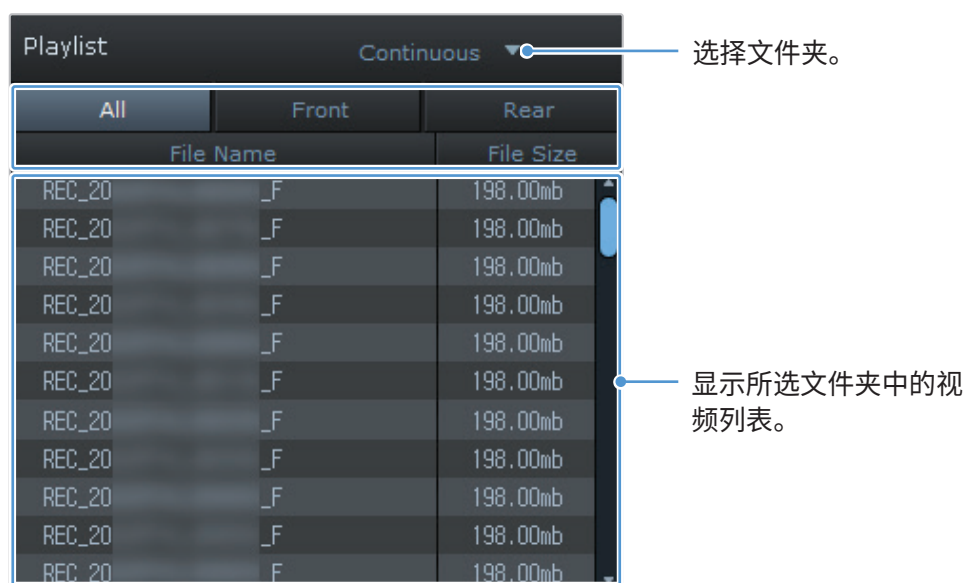 Playlist Continuous 选择文件夹。
All Front Rear
File Name File Size
REC_20 _F 198.00mb
REC_20 _F 198.00mb
REC_20 _F 198.00mb
REC_20 _F 198.00mb
REC_20 _F 198.00mb
REC_20 _F 198.00mb
显示所选文件夹中的视
频列表。
REC_20 _F 198.00mb
REC_20 _F 198.00mb
REC_20 _F 198.00mb
REC_20 _F 198.00mb
REC_20 _F 198.00mb